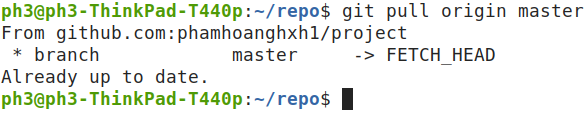 ph3@ph3-ThinkPad-T440p:~/repo$ git pull origin master
From github.com:phamhoanghxh1/project
 * branch            master     -> FETCH_HEAD
Already up to date.
ph3@ph3-ThinkPad-T440p:~/repo$